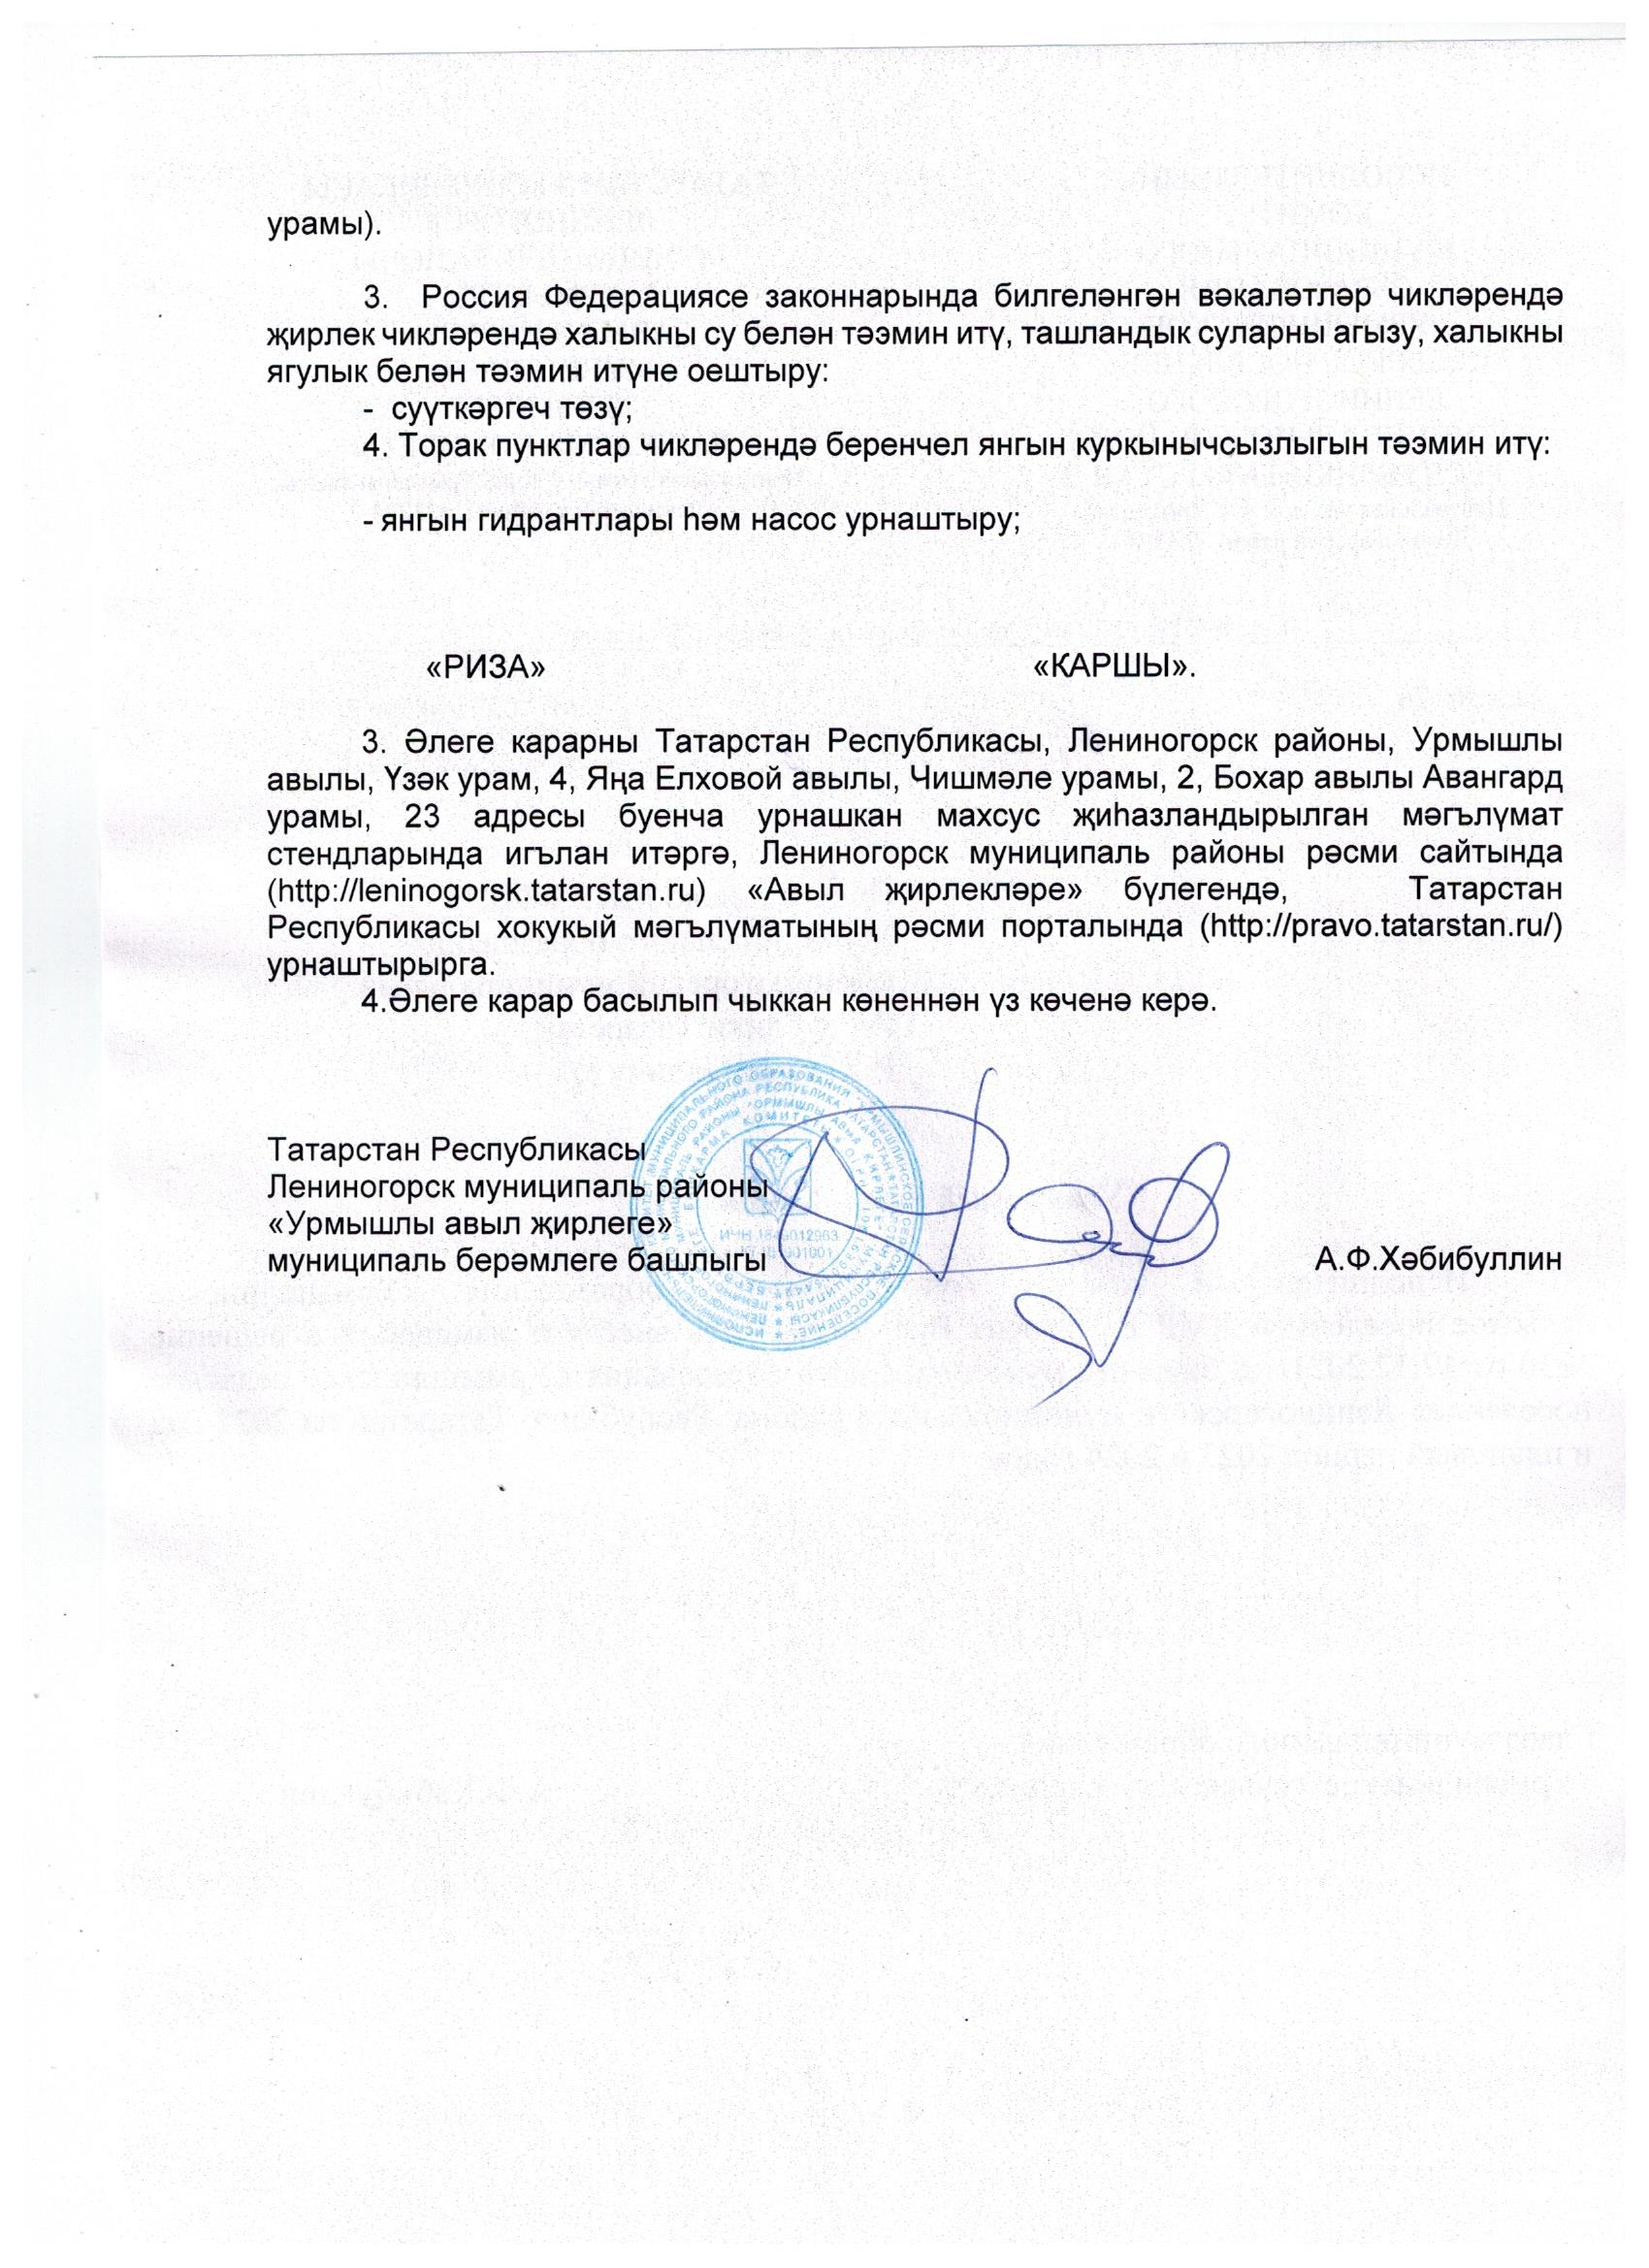 урамы).
3. Россия Федерациясе законнарында билгеләнгән вәкаләтләр чикләрендә
җирлек чикләрендә халыкны су белән тәэмин итү, ташландык суларны агызу, халыкны
ягулык белән тәэмин итүне оештыру:
- суүткәргеч төзү;
4. Торак пунктлар чикләрендә беренчел янгын куркынычсызлыгын тәэмин итү:
- янгын гидрантлары һәм насос урнаштыру;
«РИЗА» «КАРШЫ».
3. Әлеге карарны Татарстан Республикасы, Лениногорск районы, Урмышлы
авылы, Үзәк урам, 4, Яңа Елховой авылы, Чишмәле урамы, 2, Бохар авылы Авангард
урамы, 23 адресы буенча урнашкан махсус җиһазландырылган мәгълүмат
стендларында игълан итәргә, Лениногорск муниципаль районы рәсми сайтында
(http://leninogorsk.tatarstan.ru) «Авыл җирлекләре» бүлегендә, Татарстан
Республикасы хокукый мәгълүматының рәсми порталында (http://pravo.tatarstan.ru/)
урнаштырырга.
4.Әлеге карар басылып чыккан көненнән үз көченә керә.
Татарстан Республикасы
Лениногорск муниципаль районы
«Урмышлы авыл җирлеге»
муниципаль берәмлеге башлыгы А.Ф.Хәбибуллин